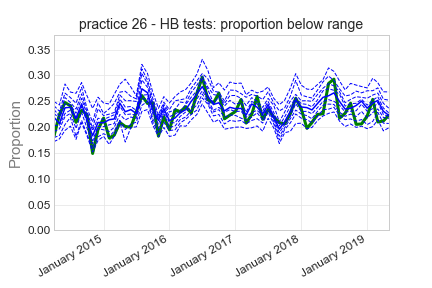 practice 26 - HB tests: proportion below range
Proportion
0.35
0.30
0.25
0.20
0.15
0.10
0.05
0.00
January 2015
January 2016
January 2017
January 2018
January 2019